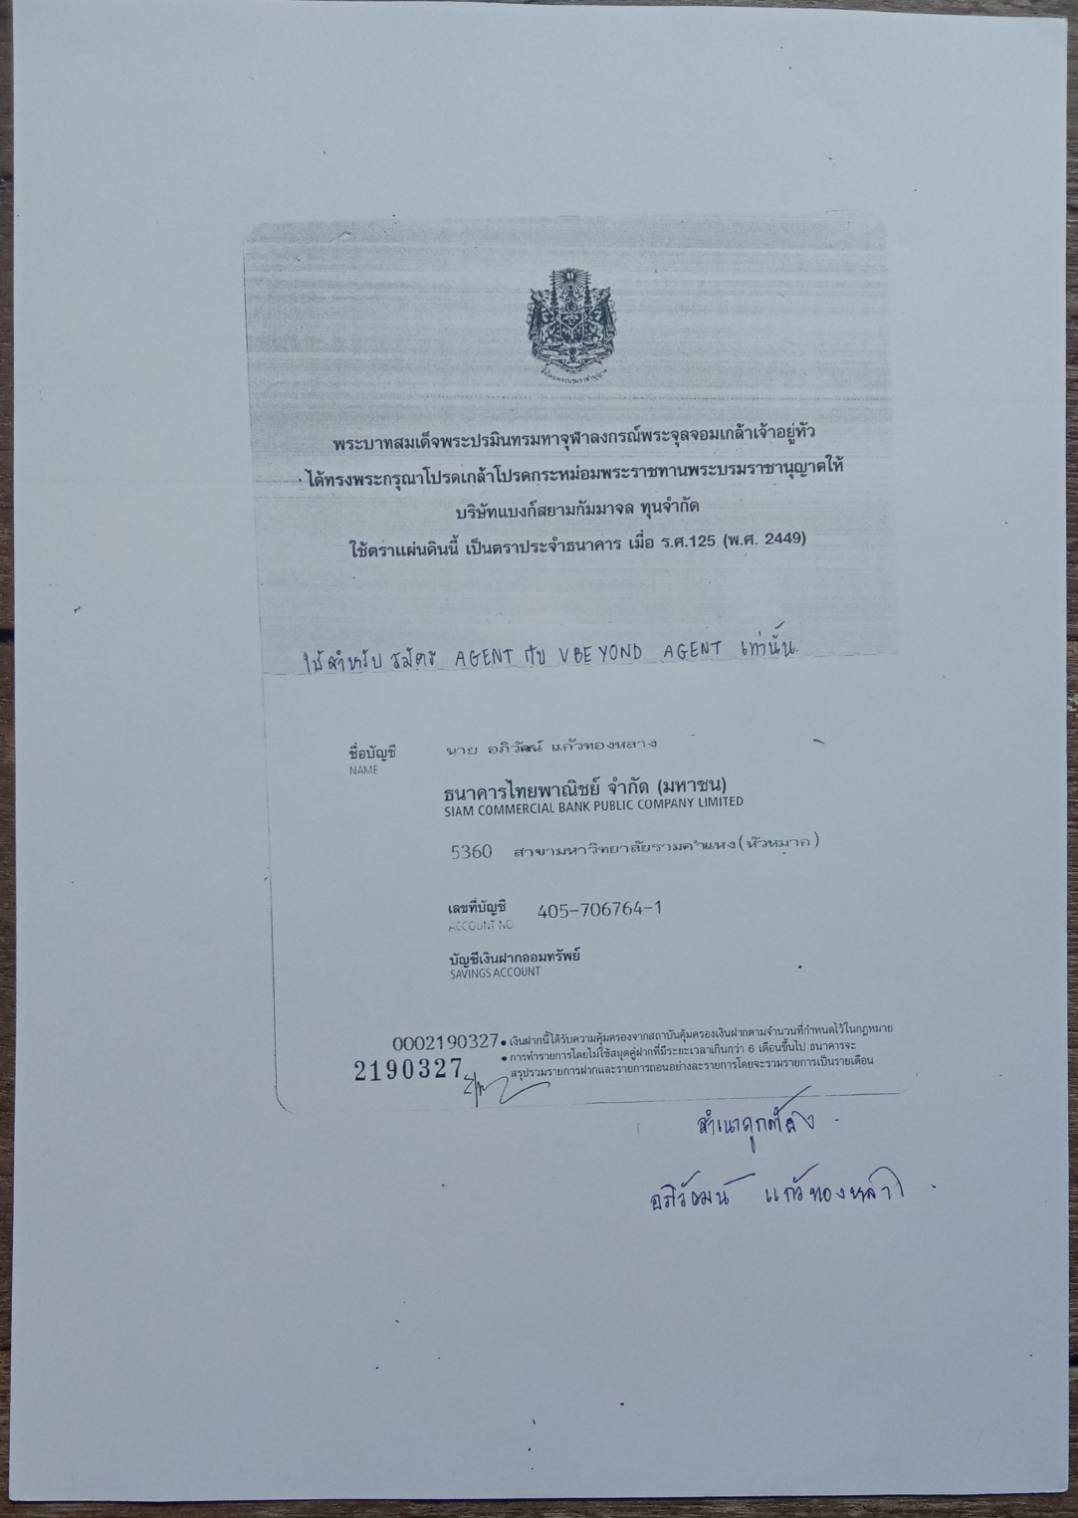 พระบาทสมเด็จพระปรมินทรมหาจุฬาลงกรณ์พระจุลจอมเกล้าเจ้าอยู่หัว
ได้ทรงพระกรุณาโปรดเกล้าโปรดกระหม่อมพระราชทานพระบรมราชานุญาตให้
บริษัทแบงก์สยามกัมมาจล ทุนจำกัด
ใช้ตราแผ่นดินนี้ เป็นตราประจำธนาคาร เมื่อ ร.ศ.125 (พ.ศ. 2449)
ใช้สำหรับ สมัคร AGENT กับ VBEYOND AGENT เท่านั้น
ชื่อบัญชี นาย อภิวัฒน์ แก้วทองหลาง
NAME
ธนาคารไทยพาณิชย์ จำกัด (มหาชน)
SIAM COMMERCIAL BANK PUBLIC COMPANY LIMITED
5360 สาขามหาวิทยาลัยรามคำแหง(หัวหมาก)
เลขที่บัญชี 405-706764-1
ACCOUNT NO.
บัญชีเงินฝากออมทรัพย์
SAVINGS ACCOUNT
0002190327 • เงินฝากนี้ได้รับความคุ้มครองจากสถาบันคุ้มครองเงินฝากตามจำนวนที่กำหนดไว้ในกฎหมาย
• การทำรายการโดยไม่ใช้สมุดคู่ฝากที่มีระยะเวลาเกินกว่า 6 เดือนขึ้นไป ธนาคารจะ
2190327 สรุปรวมรายการฝากและรายการถอนอย่างละรายการโดยจะรวมรายการเป็นรายเดือน
สำเนาถูกต้อง
อภิวัฒน์ แก้วทองหลาง